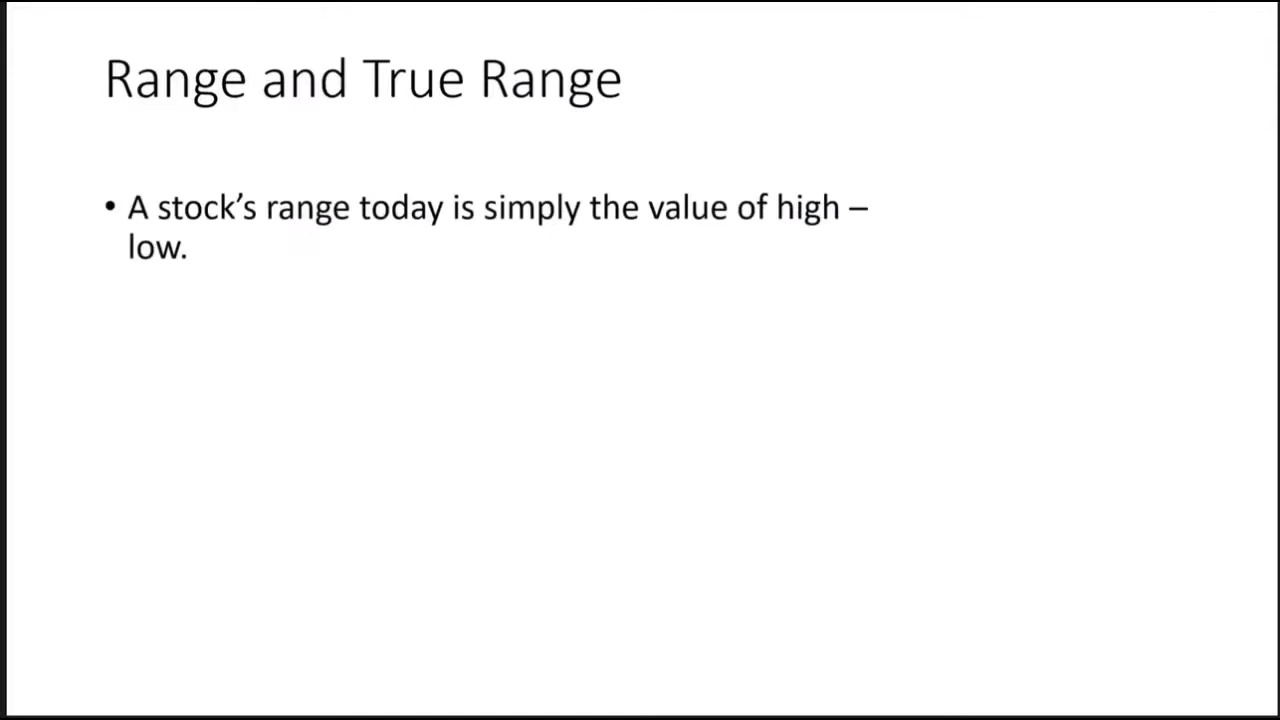 Range and True Range
• A stock’s range today is simply the value of high –
low.